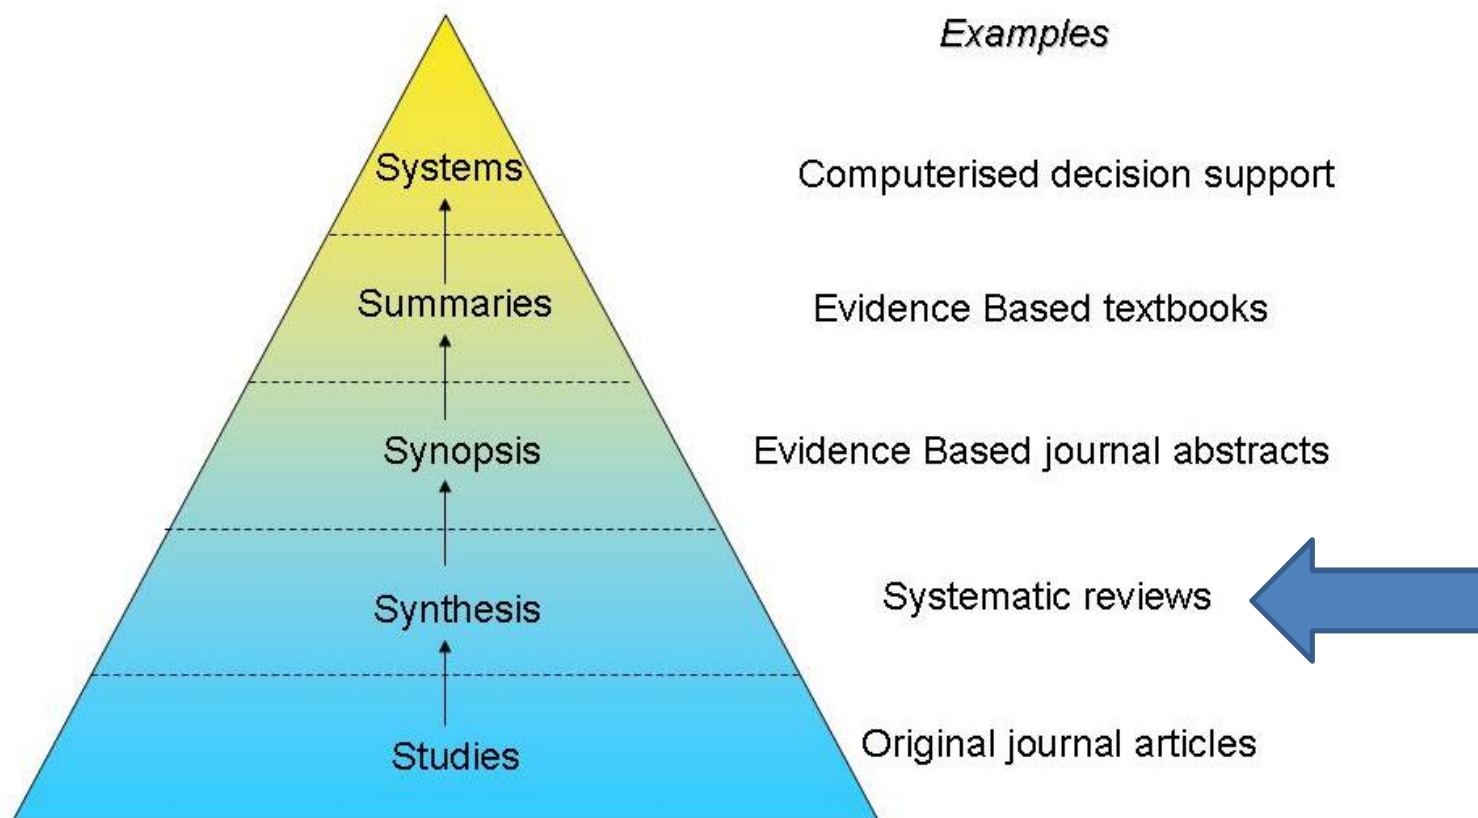 Examples
Systems
Computerised decision support
Summaries
Evidence Based textbooks
Synopsis
Evidence Based journal abstracts
Synthesis
Systematic reviews
Studies
Original journal articles